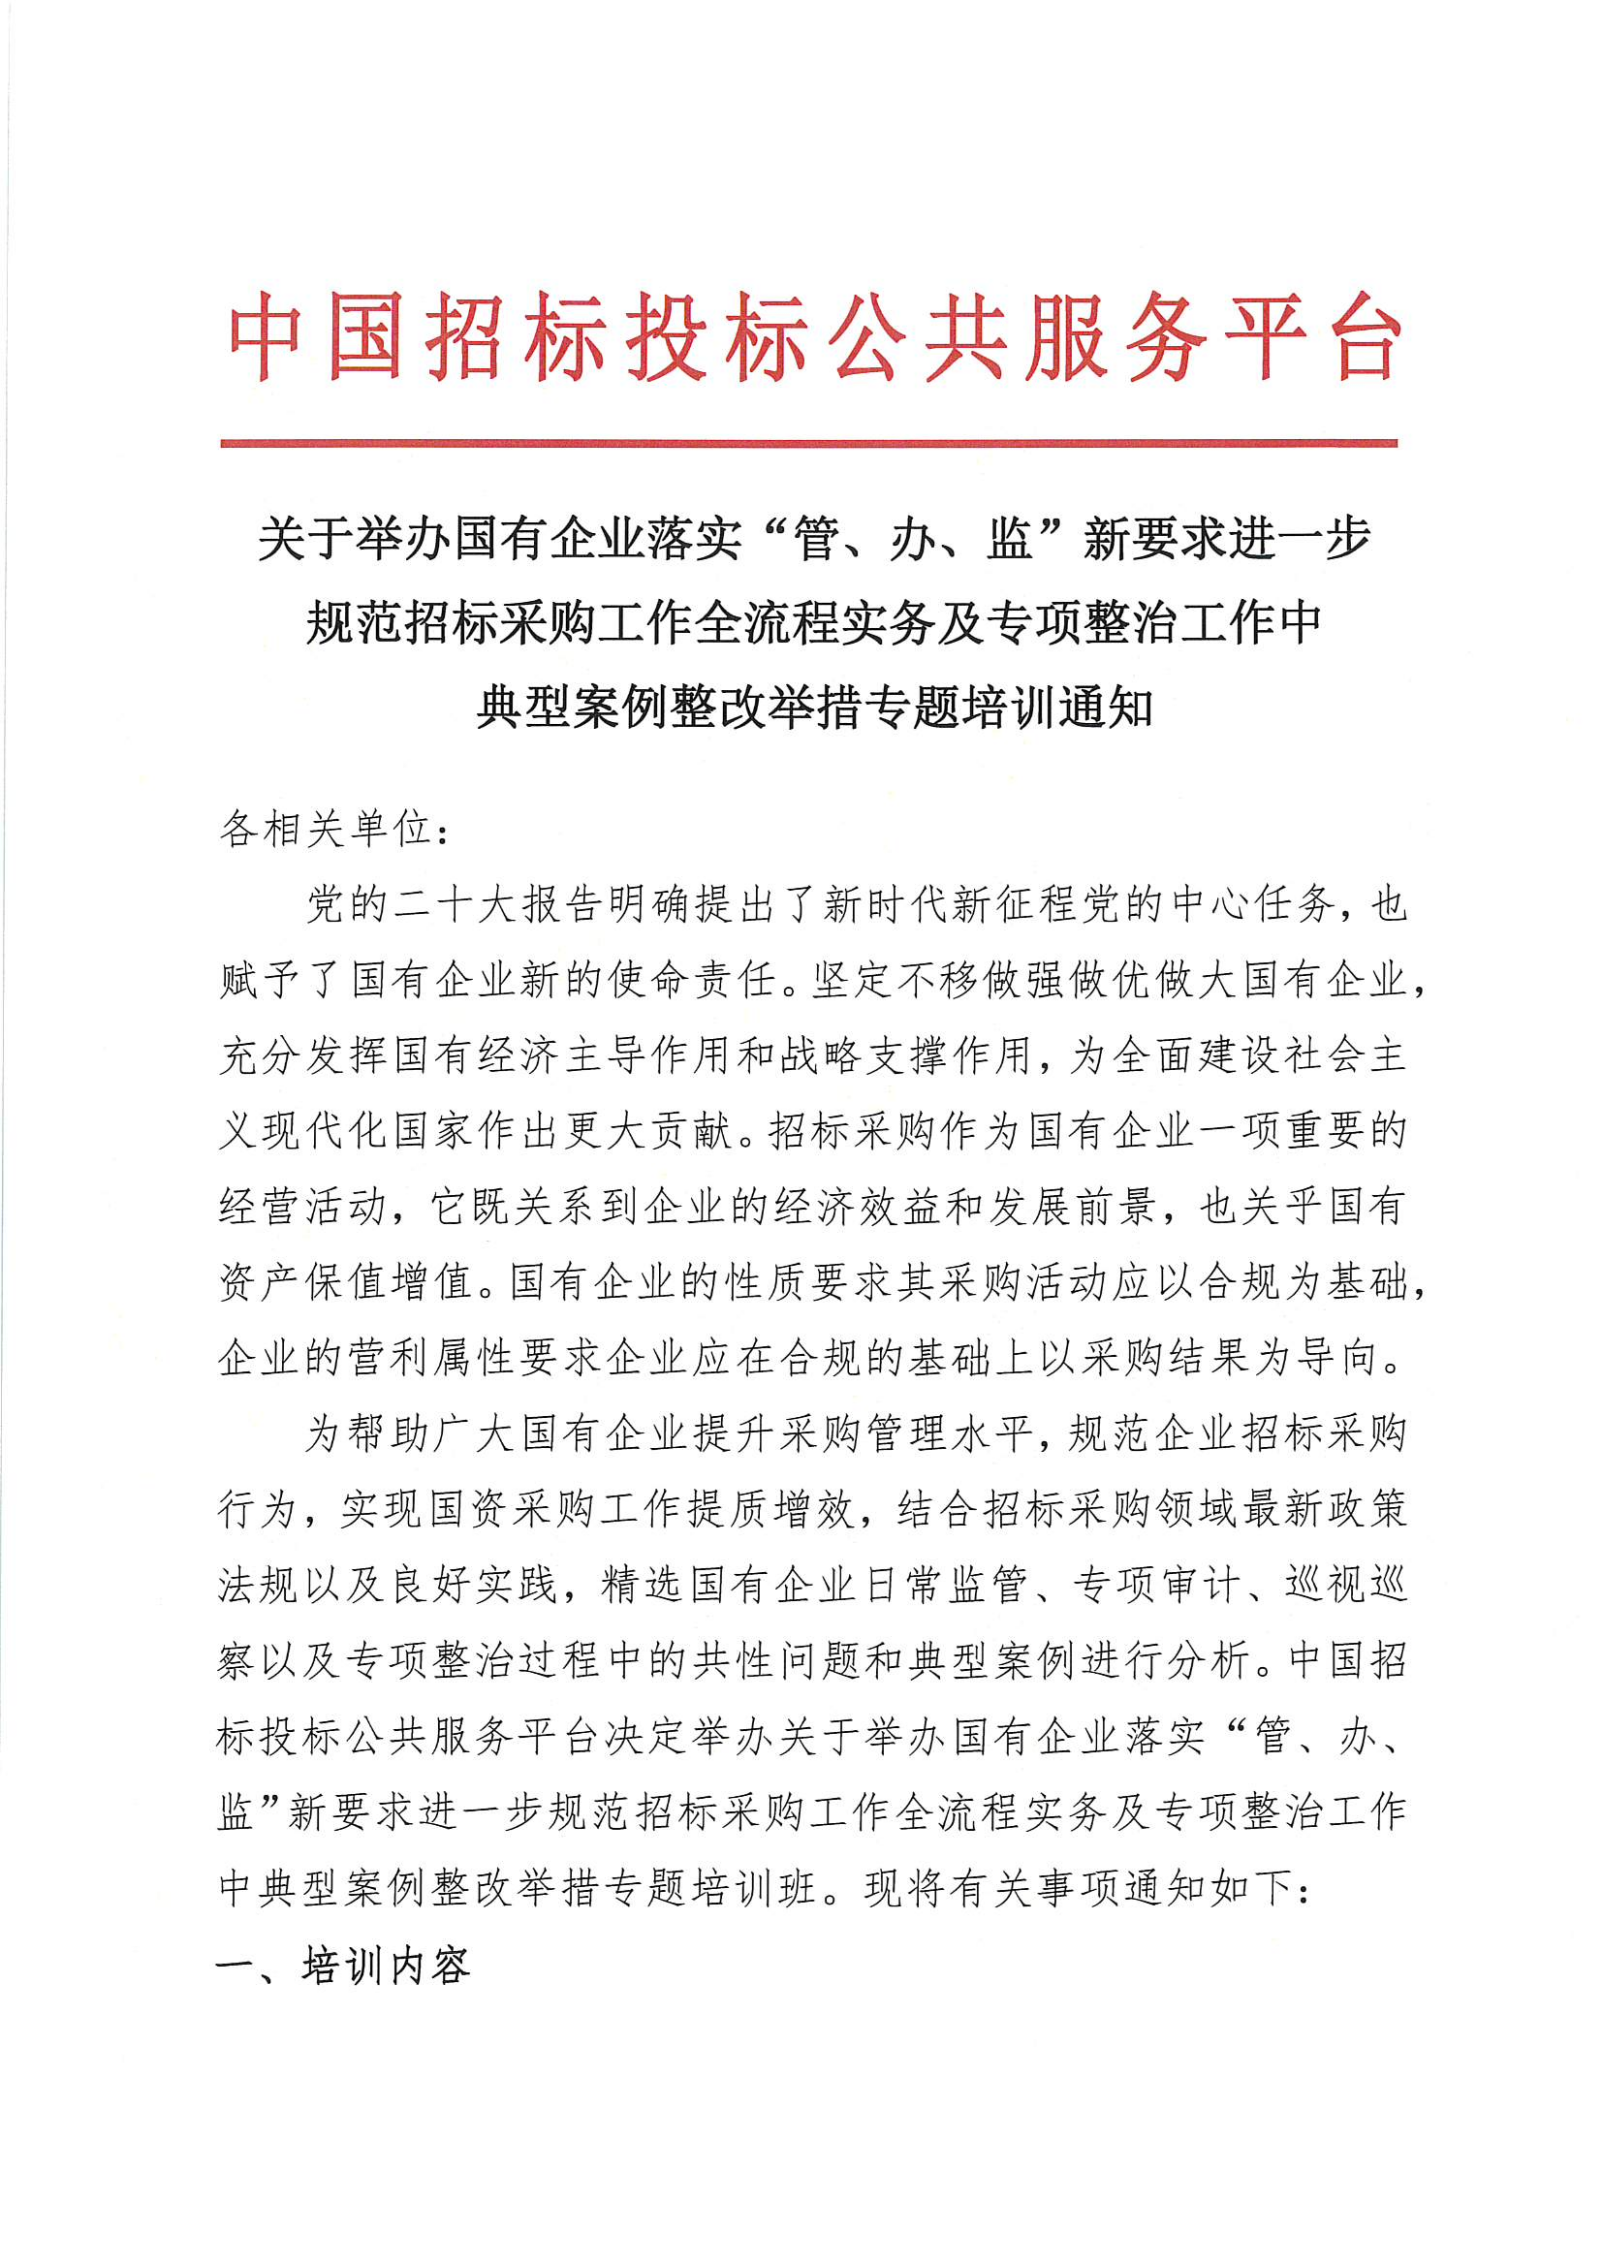 中国招标投标公共服务平台
关于举办国有企业落实“管、办、监”新要求进一步
规范招标采购工作全流程实务及专项整治工作中
典型案例整改举措专题培训通知
各相关单位：
党的二十大报告明确提出了新时代新征程党的中心任务，也
赋予了国有企业新的使命责任。坚定不移做强做优做大国有企业，
充分发挥国有经济主导作用和战略支撑作用，为全面建设社会主
义现代化国家作出更大贡献。招标采购作为国有企业一项重要的
经营活动，它既关系到企业的经济效益和发展前景，也关乎国有
资产保值增值。国有企业的性质要求其采购活动应以合规为基础，
企业的营利属性要求企业应在合规的基础上以采购结果为导向。
为帮助广大国有企业提升采购管理水平，规范企业招标采购
行为，实现国资采购工作提质增效，结合招标采购领域最新政策
法规以及良好实践，精选国有企业日常监管、专项审计、巡视巡
察以及专项整治过程中的共性问题和典型案例进行分析。中国招
标投标公共服务平台决定举办关于举办国有企业落实“管、办、
监”新要求进一步规范招标采购工作全流程实务及专项整治工作
中典型案例整改举措专题培训班。现将有关事项通知如下：
一、培训内容